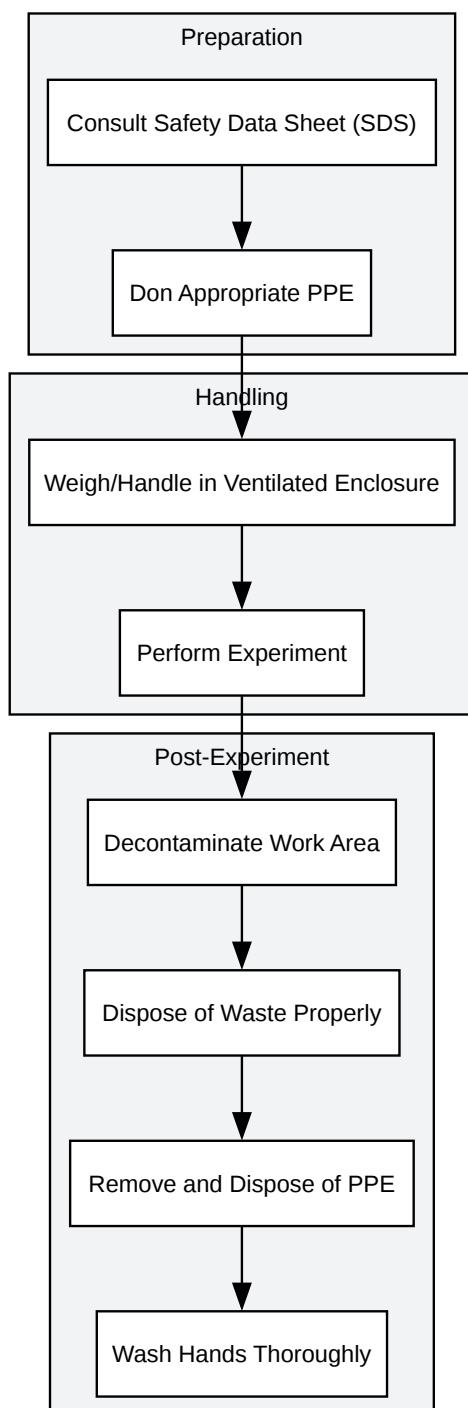 Preparation
Consult Safety Data Sheet (SDS)
Don Appropriate PPE
Handling
Weigh/Handle in Ventilated Enclosure
Perform Experiment
Post-Experiment
Decontaminate Work Area
Dispose of Waste Properly
Remove and Dispose of PPE
Wash Hands Thoroughly